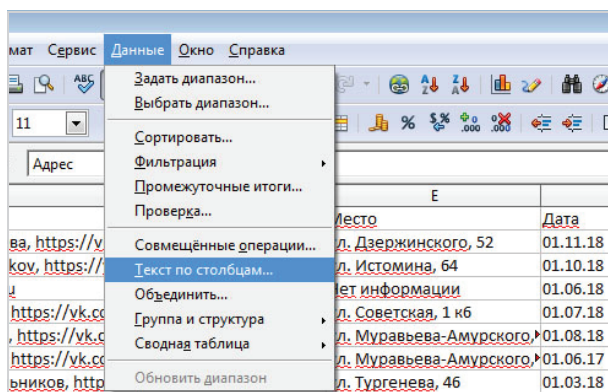 мат Сервис Данные Окно Справка
ABC
Задать диапазон...
Выбрать диапазон...
11
Сортировать...
Адрес
Фильтрация
Промежуточные итоги...
Проверка...
E
Место
Дата
ва, https://v
Совмещённые операции...
л. Дзержинского, 52
01.11.18
kov, https://
Текст по столбцам...
л. Истомина, 64
01.10.18
Объединить...
Нет информации
01.06.18
https://vk.co
Группа и структура
л. Советская, 1 к6
01.07.18
, https://vk.c
Сводная таблица
л. Муравьева-Амурского,
01.08.18
https://vk.co
л. Муравьева-Амурского,
01.06.17
ьников, http
Обновить диапазон
л. Тургенева, 46
01.03.18